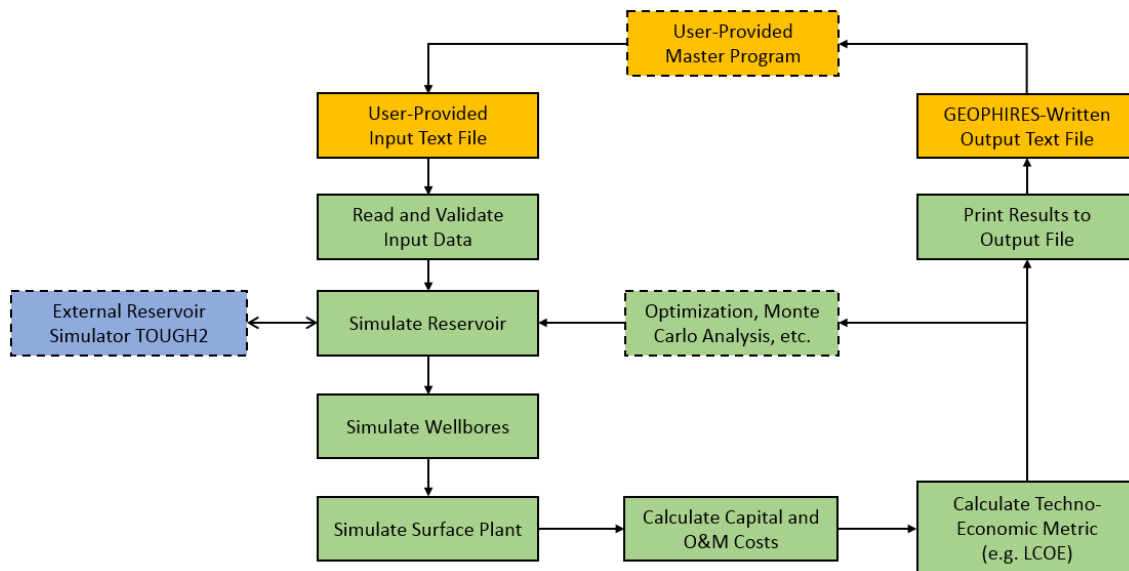 User-Provided
Master Program
User-Provided
Input Text File
GEOPHIRES-Written
Output Text File
Read and Validate
Input Data
Print Results to
Output File
External Reservoir
Simulator TOUGH2
Simulate Reservoir
Optimization, Monte
Carlo Analysis, etc.
Simulate Wellbores
Simulate Surface Plant
Calculate Capital and
O&M Costs
Calculate Techno-
Economic Metric
(e.g. LCOE)